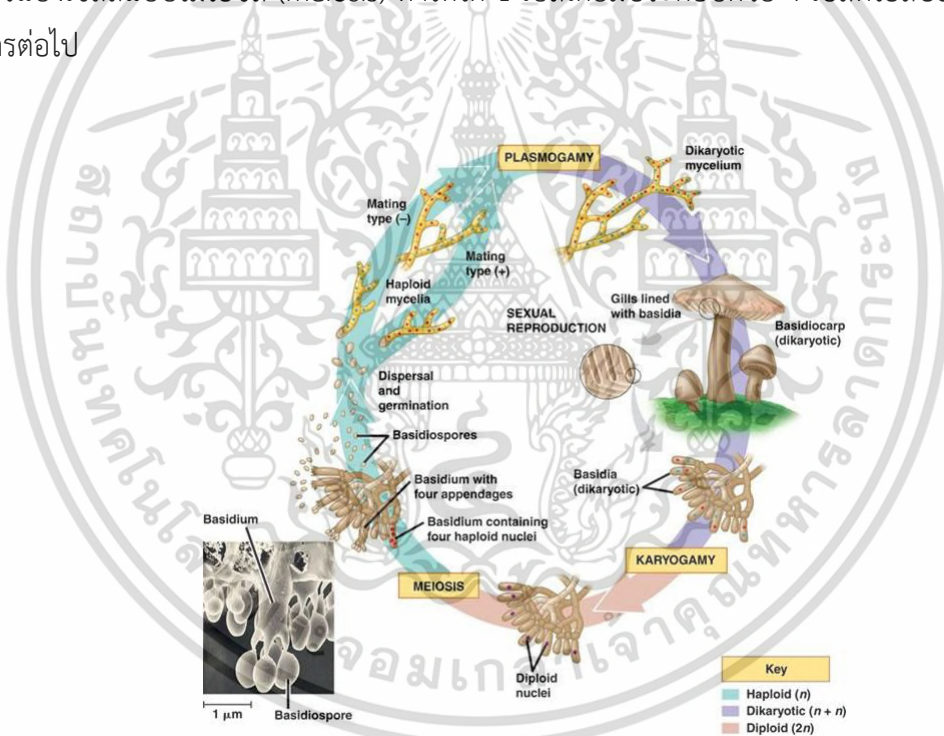 รต่อไป
PLASMOGAMY
Dikaryotic
mycelium
Mating
type (–)
Mating
type (+)
Haploid
mycelia
Gills lined
with basidia
SEXUAL
REPRODUCTION
Basidiocarp
(dikaryotic)
Dispersal
and
germination
Basidiospores
Basidia
(dikaryotic)
Basidium with
four appendages
Basidium
Basidium containing
four haploid nuclei
KARYOGAMY
MEIOSIS
Diploid
nuclei
Key
Haploid (n)
Dikaryotic (n + n)
Diploid (2n)
1 μm
Basidiospore